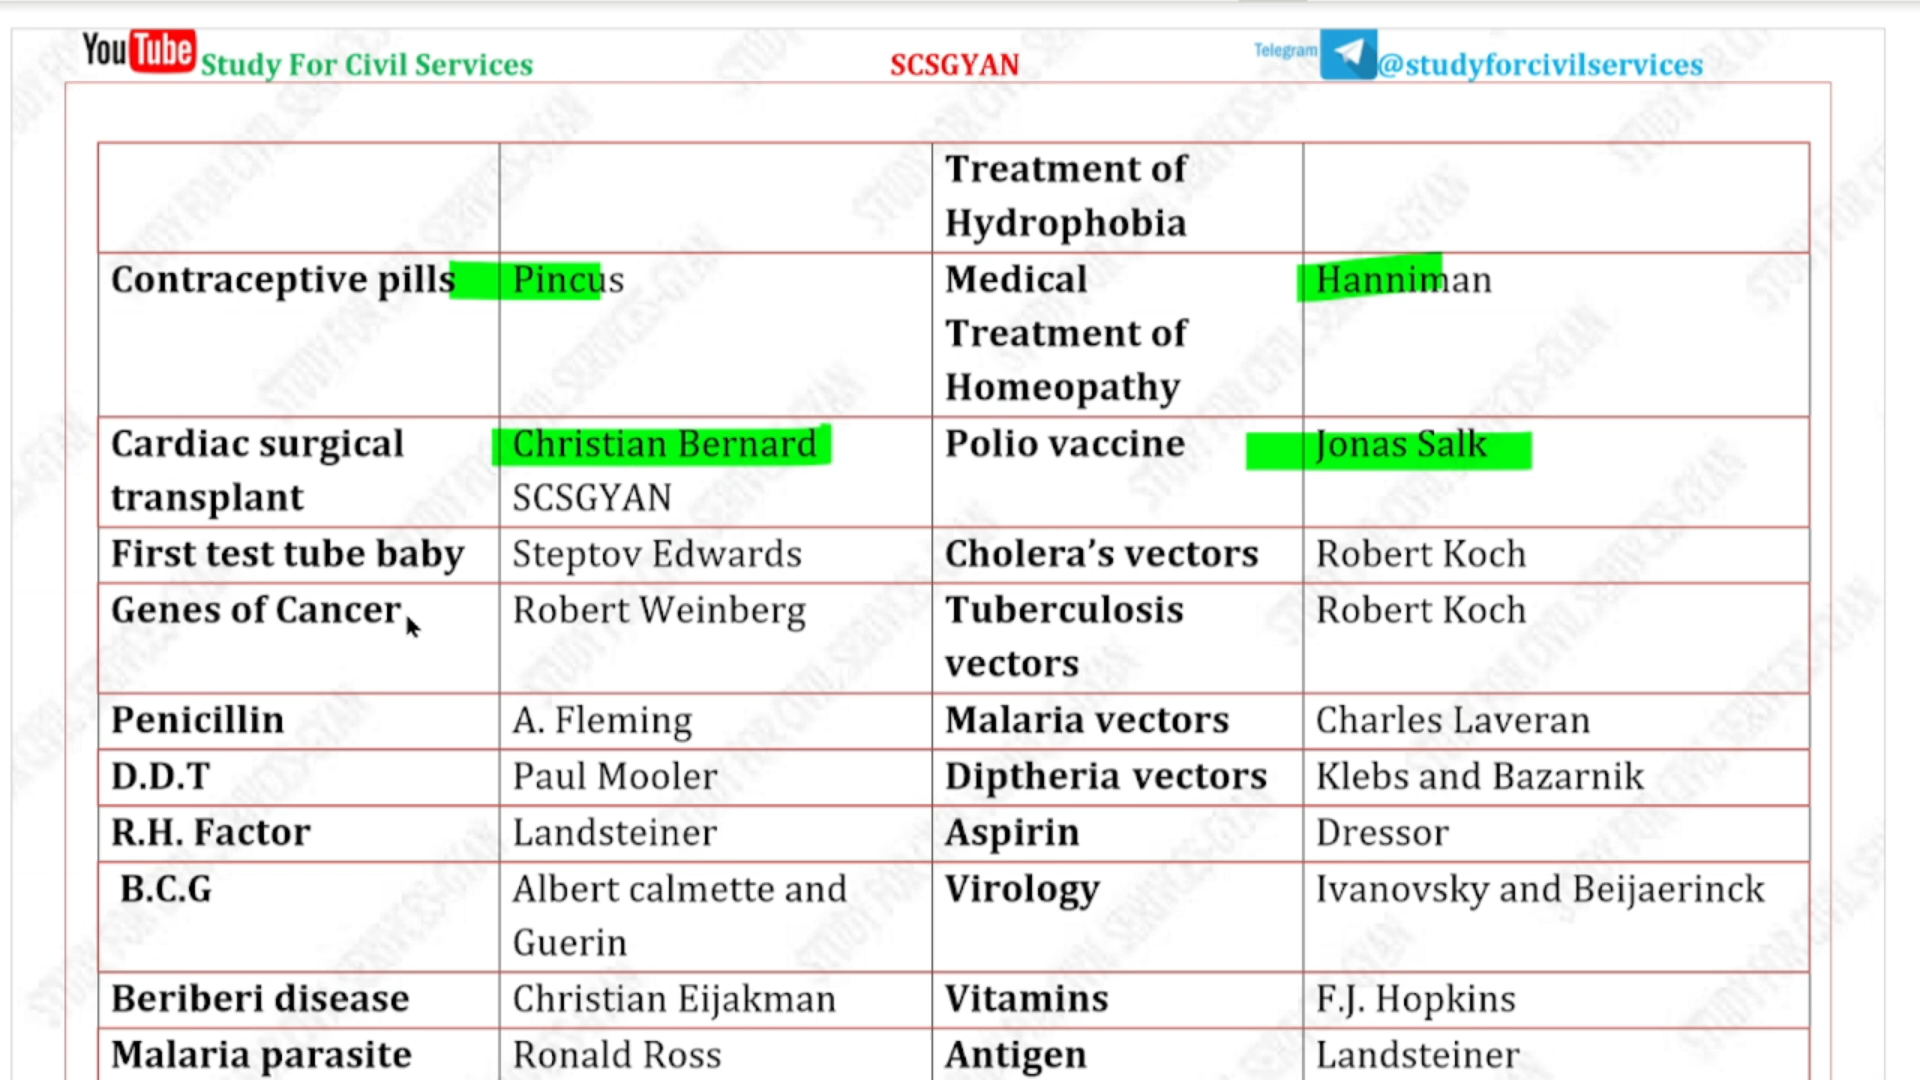 YouTube Study For Civil Services SCSGYAN Telegram @studyforcivilservices
Treatment of
Hydrophobia
Contraceptive pills Pincus Medical Hanniman
Treatment of
Homeopathy
Cardiac surgical Christian Bernard Polio vaccine Jonas Salk
transplant SCSGYAN
First test tube baby Steptov Edwards Cholera’s vectors Robert Koch
Genes of Cancer Robert Weinberg Tuberculosis Robert Koch
vectors
Penicillin A. Fleming Malaria vectors Charles Laveran
D.D.T Paul Mooler Diptheria vectors Klebs and Bazarnik
R.H. Factor Landsteiner Aspirin Dressor
B.C.G Albert calmette and Virology Ivanovsky and Beijaerinck
Guerin
Beriberi disease Christian Eijakman Vitamins F.J. Hopkins
Malaria parasite Ronald Ross Antigen Landsteiner